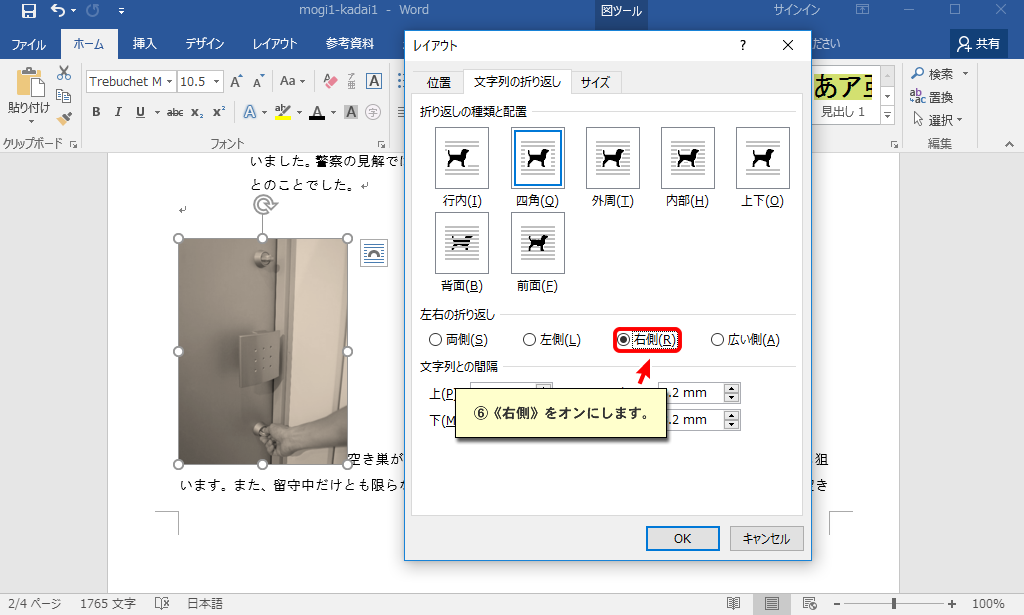 mogi1-kadai1 - Word
図ツール
サインイン
ファイル ホーム 挿入 デザイン レイアウト 参考資料
ださい
共有
貼り付け
クリップボード
Trebuchet M 10.5 A A Aa A
B I U abc x₂ x² A A A 字
フォント
あア
見出し 1
検索
置換
選択
編集
いました。警察の見解で
とのことでした。
空き巣が
狙
います。また、留守中だけとも限ら
き
レイアウト
?
位置 文字列の折り返し サイズ
折り返しの種類と配置
行内(I) 四角(Q) 外周(T) 内部(H) 上下(O)
背面(B) 前面(F)
左右の折り返し
両側(S) 左側(L) 右側(R) 広い側(A)
文字列との間隔
上(P
.2 mm
下(M
.2 mm
⑥《右側》をオンにします。
OK キャンセル
2/4 ページ 1765 文字 日本語
100%